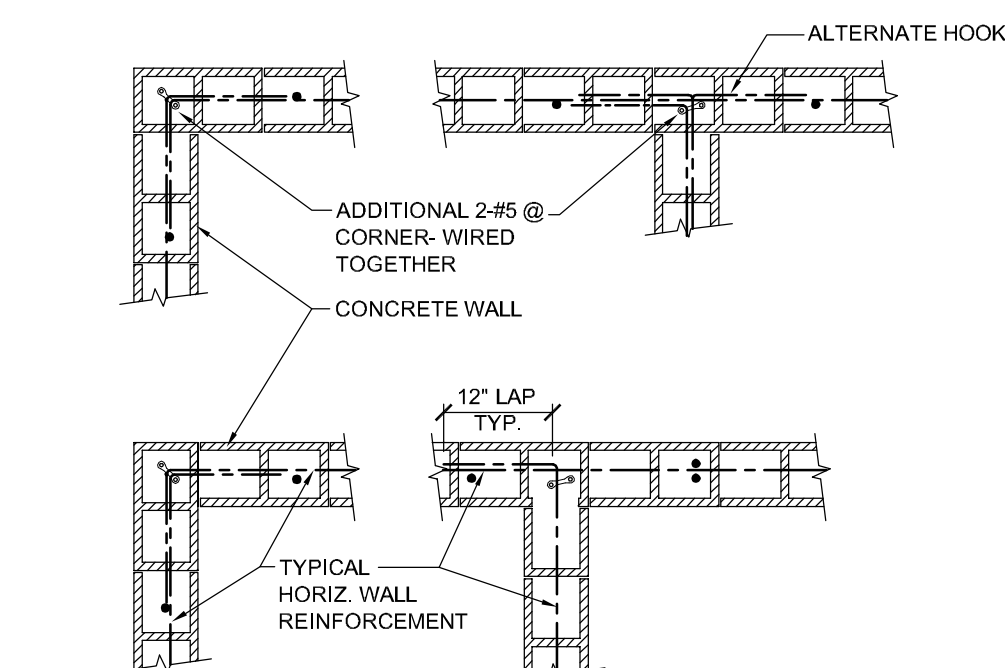 ALTERNATE HOOK
ADDITIONAL 2-#5 @
CORNER- WIRED
TOGETHER
CONCRETE WALL
12" LAP
TYP.
TYPICAL
HORIZ. WALL
REINFORCEMENT